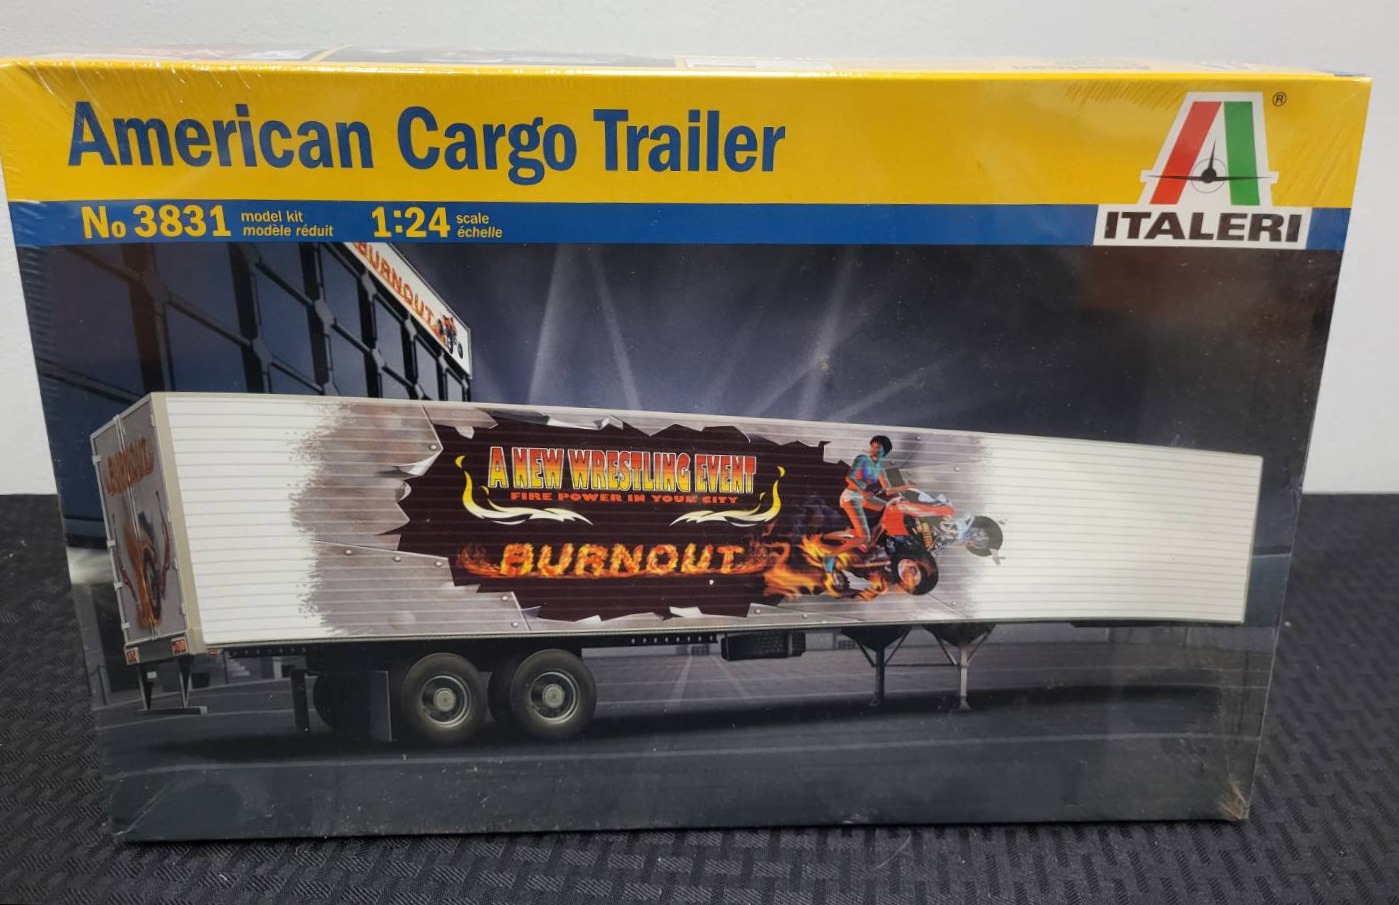 American Cargo Trailer
®
ITALERI
No 3831 model kit
modèle réduit
1:24 scale
échelle
BURNOUT
BURNOUT
A NEW WRESTLING EVENT
FIRE POWER IN YOUR CITY
BURNOUT